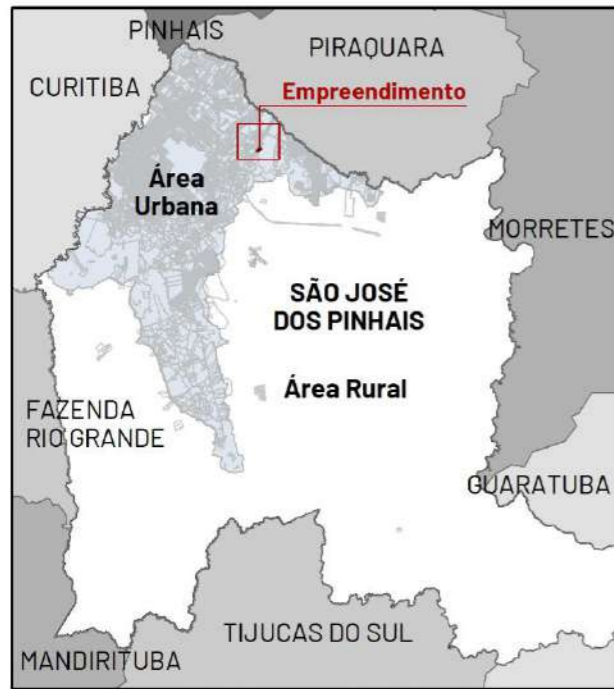 PINHAIS
PIRAQUARA
CURITIBA
Empreendimento
Área
Urbana
MORRETES
SÃO JOSÉ
DOS PINHAIS
Área Rural
FAZENDA
RIO GRANDE
GUARATUBA
TIJUCAS DO SUL
MANDIRITUBA